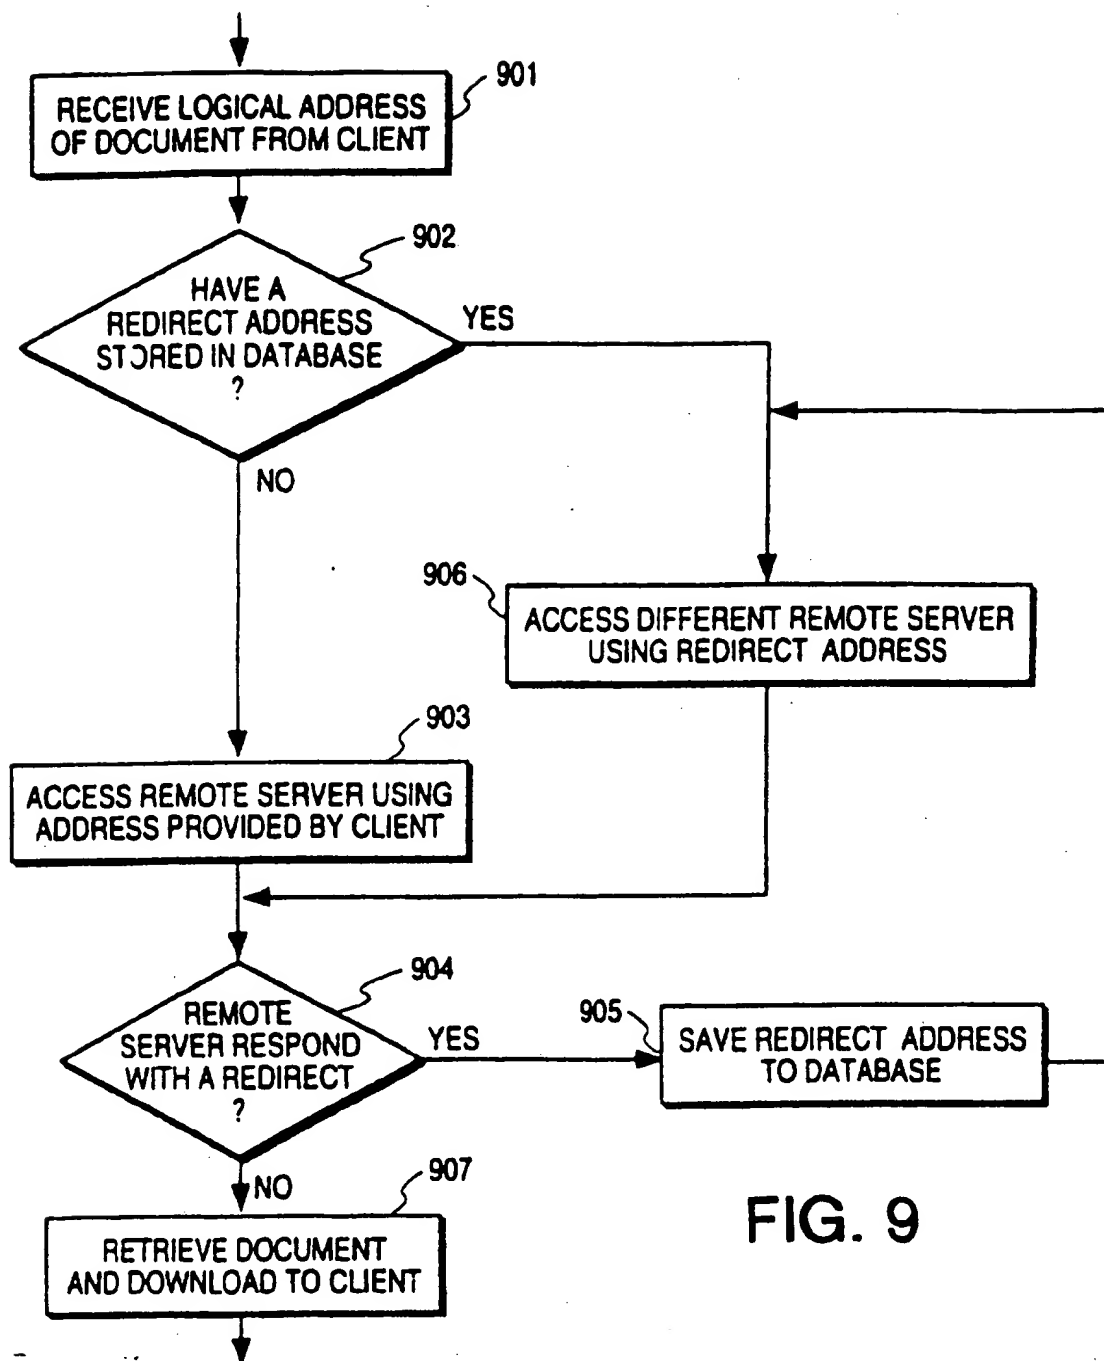 901
RECEIVE LOGICAL ADDRESS
OF DOCUMENT FROM CLIENT
902
HAVE A
REDIRECT ADDRESS
STORED IN DATABASE
?
YES
NO
906
ACCESS DIFFERENT REMOTE SERVER
USING REDIRECT ADDRESS
903
ACCESS REMOTE SERVER USING
ADDRESS PROVIDED BY CLIENT
904
REMOTE
SERVER RESPOND
WITH A REDIRECT
?
YES
905
SAVE REDIRECT ADDRESS
TO DATABASE
NO
907
RETRIEVE DOCUMENT
AND DOWNLOAD TO CLIENT
FIG. 9